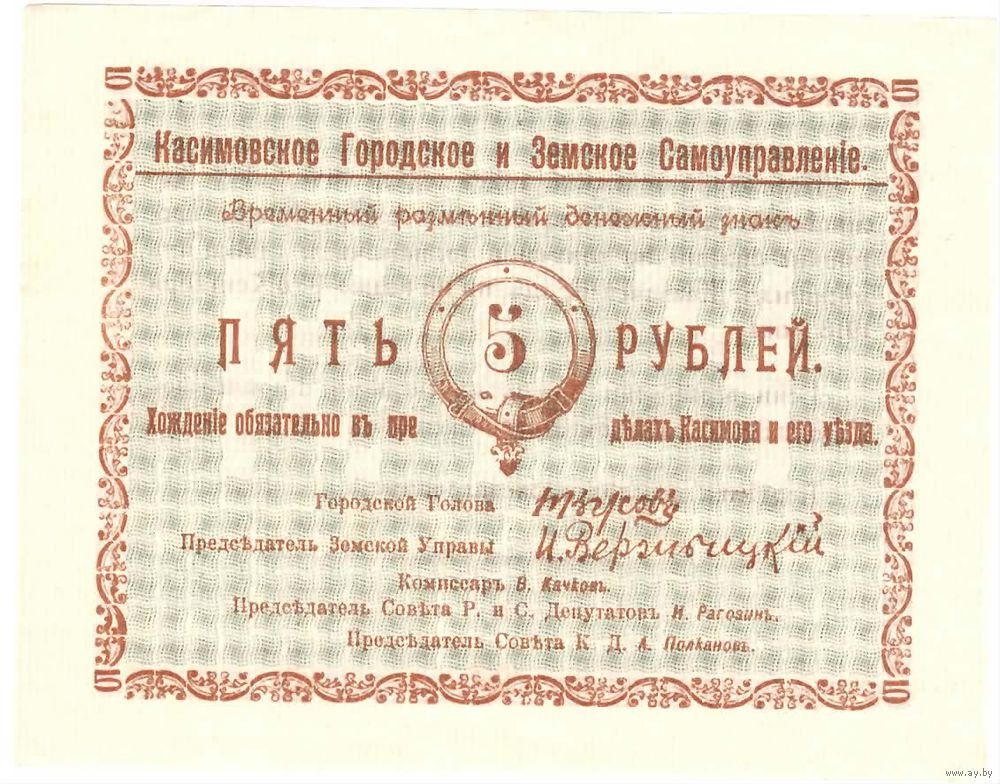 5 5
Касимовское Городское и Земское Самоуправленіе.
Временный размѣнный денежный знакъ
ПЯТЬ 5 РУБЛЕЙ.
Хожденіе обязательно въ пре дѣлахъ Касимова и его уѣзда.
Городской Голова
Предсѣдатель Земской Управы И. Вержбицкій
Комиссаръ В. Качковъ.
Предсѣдатель Совѣта Р. и С. Депутатовъ И. Рагозинъ.
Предсѣдатель Совѣта К. Д. А. Полкановъ.
5 5
www.ay.by